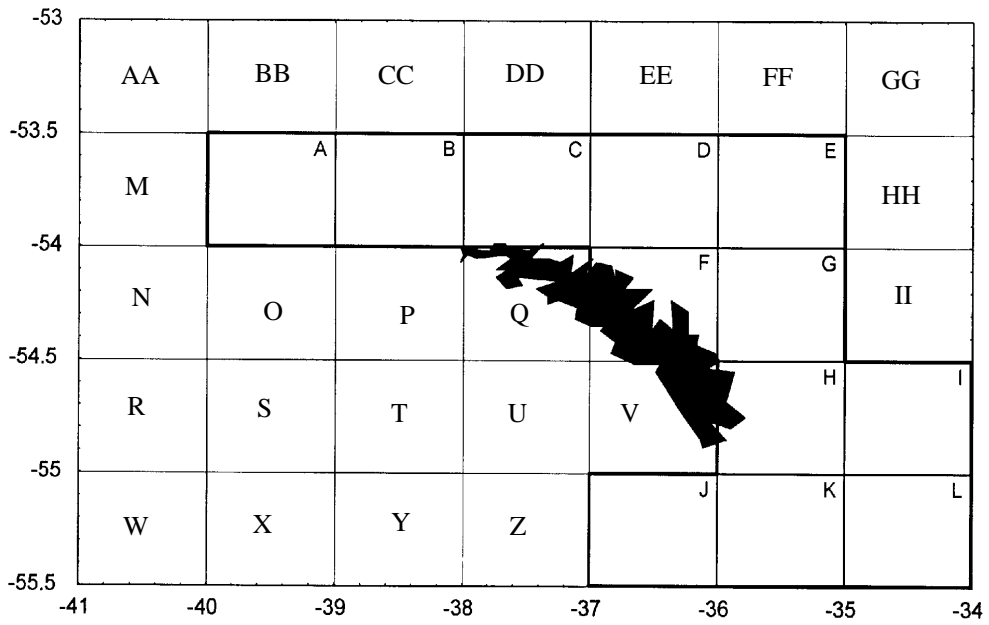 -53
AA BB CC DD EE FF GG
-53.5
M A B C D E HH
-54
N O P Q F G II
-54.5
R S T U V H I
-55
W X Y Z J K L
-55.5
-41 -40 -39 -38 -37 -36 -35 -34